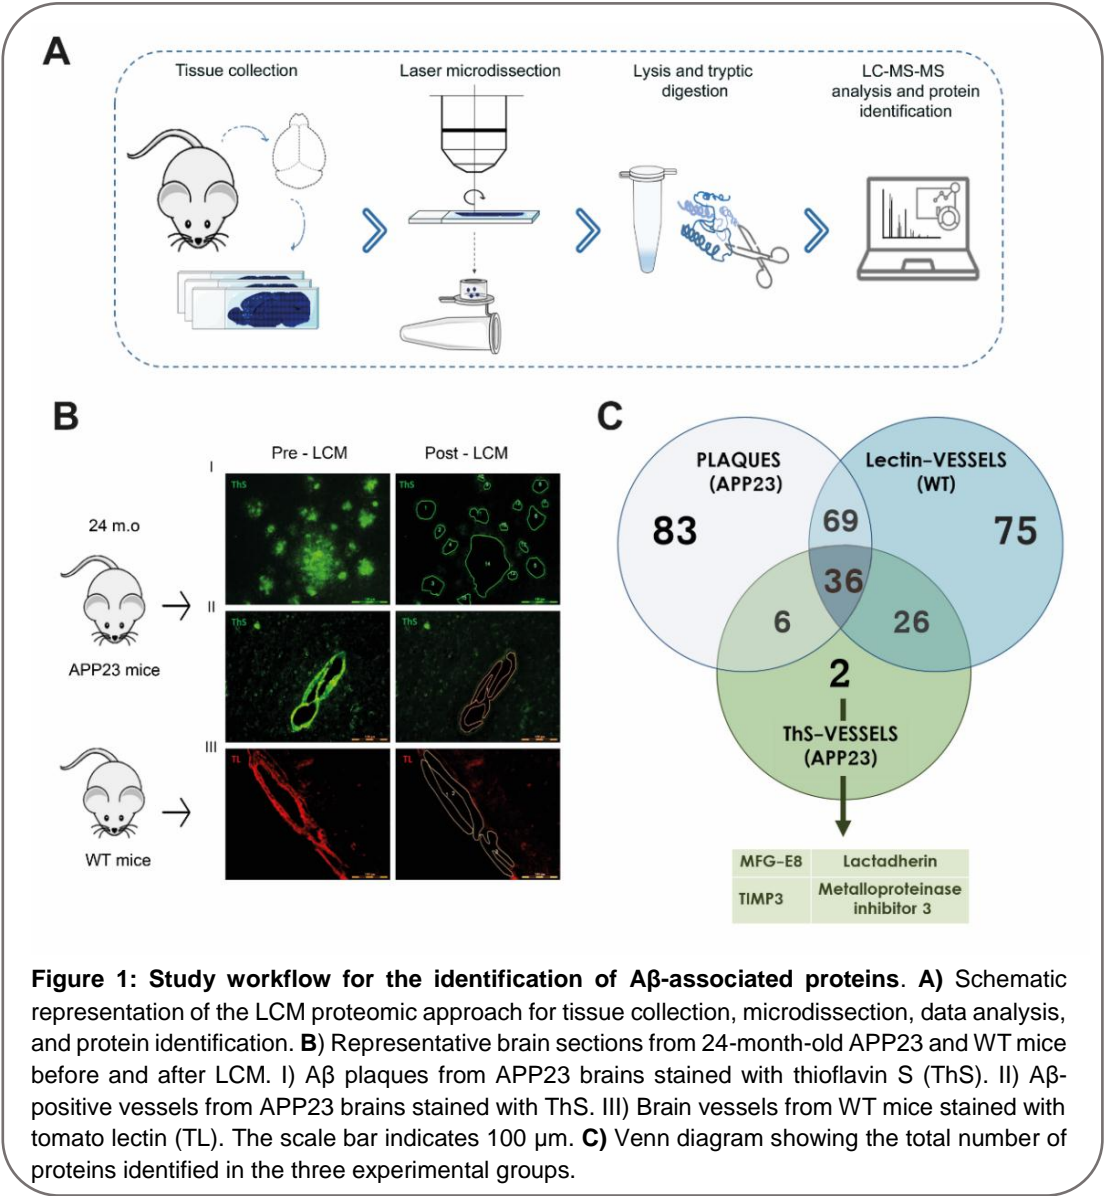 A
Tissue collection
Laser microdissection
Lysis and tryptic
digestion
LC-MS-MS
analysis and protein
identification
B
Pre - LCM
Post - LCM
I
ThS
ThS
24 m.o
APP23 mice
II
ThS
ThS
III
TL
TL
WT mice
C
PLAQUES
(APP23)
Lectin–VESSELS
(WT)
83
69
75
36
6
26
2
ThS–VESSELS
(APP23)
MFG–E8 Lactadherin
TIMP3 Metalloproteinase
inhibitor 3
Figure 1: Study workflow for the identification of Aβ-associated proteins. A) Schematic
representation of the LCM proteomic approach for tissue collection, microdissection, data analysis,
and protein identification. B) Representative brain sections from 24-month-old APP23 and WT mice
before and after LCM. I) Aβ plaques from APP23 brains stained with thioflavin S (ThS). II) Aβ-
positive vessels from APP23 brains stained with ThS. III) Brain vessels from WT mice stained with
tomato lectin (TL). The scale bar indicates 100 µm. C) Venn diagram showing the total number of
proteins identified in the three experimental groups.